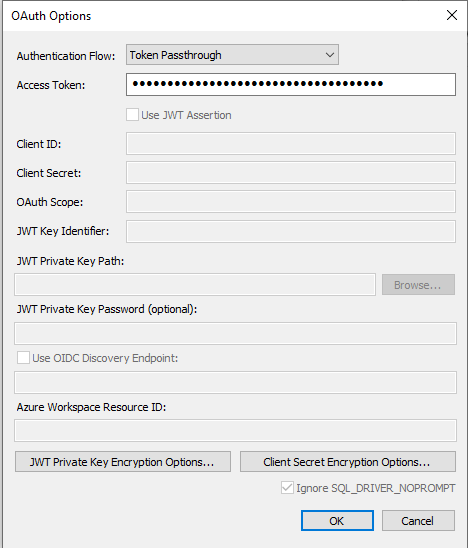 OAuth Options
Authentication Flow: Token Passthrough
Access Token: ••••••••••••••••••••••••••••••••••••
Use JWT Assertion
Client ID:
Client Secret:
OAuth Scope:
JWT Key Identifier:
JWT Private Key Path:
Browse...
JWT Private Key Password (optional):
Use OIDC Discovery Endpoint:
Azure Workspace Resource ID:
JWT Private Key Encryption Options... Client Secret Encryption Options...
Ignore SQL_DRIVER_NOPROMPT
OK Cancel